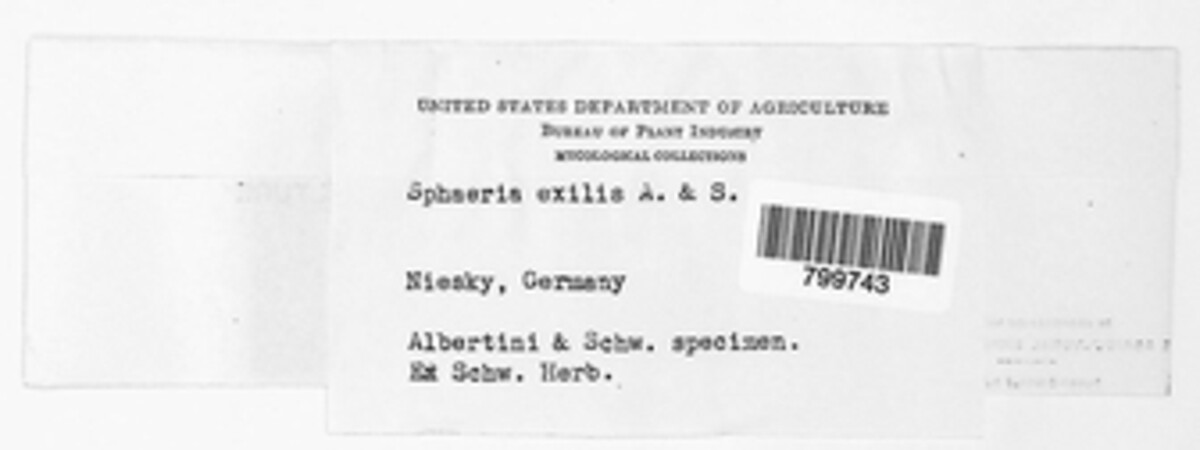 UNITED STATES DEPARTMENT OF AGRICULTURE
BUREAU OF PLANT INDUSTRY
MYCOLOGICAL COLLECTIONS
Sphaeria exilis A. & S.
799743
Niesky, Germany
Albertini & Schw. specimen.
Ex Schw. Herb.